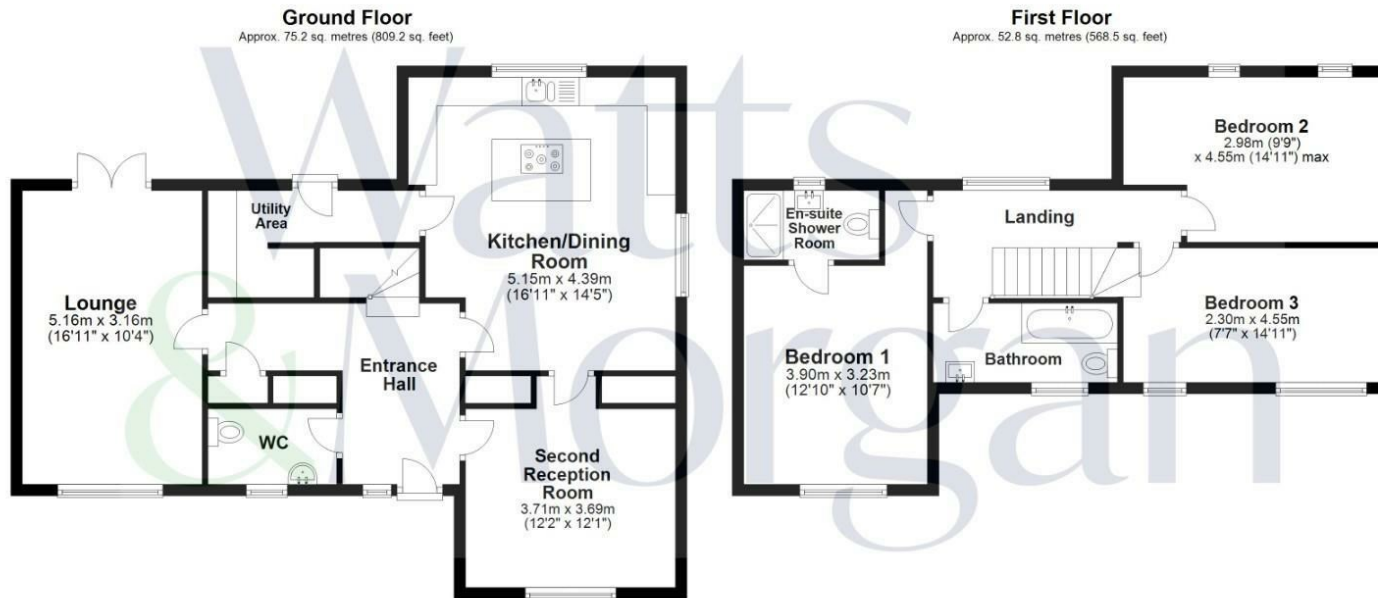 Ground Floor
Approx. 75.2 sq. metres (809.2 sq. feet)
Utility
Area
Kitchen/Dining
Room
5.15m x 4.39m
(16'11" x 14'5")
Lounge
5.16m x 3.16m
(16'11" x 10'4")
Entrance
Hall
WC
Second
Reception
Room
3.71m x 3.69m
(12'2" x 12'1")
First Floor
Approx. 52.8 sq. metres (568.5 sq. feet)
Bedroom 2
2.98m (9'9")
x 4.55m (14'11") max
En-suite
Shower
Room
Landing
Bedroom 3
2.30m x 4.55m
(7'7" x 14'11")
Bedroom 1
3.90m x 3.23m
(12'10" x 10'7")
Bathroom
Watts
& Morgan